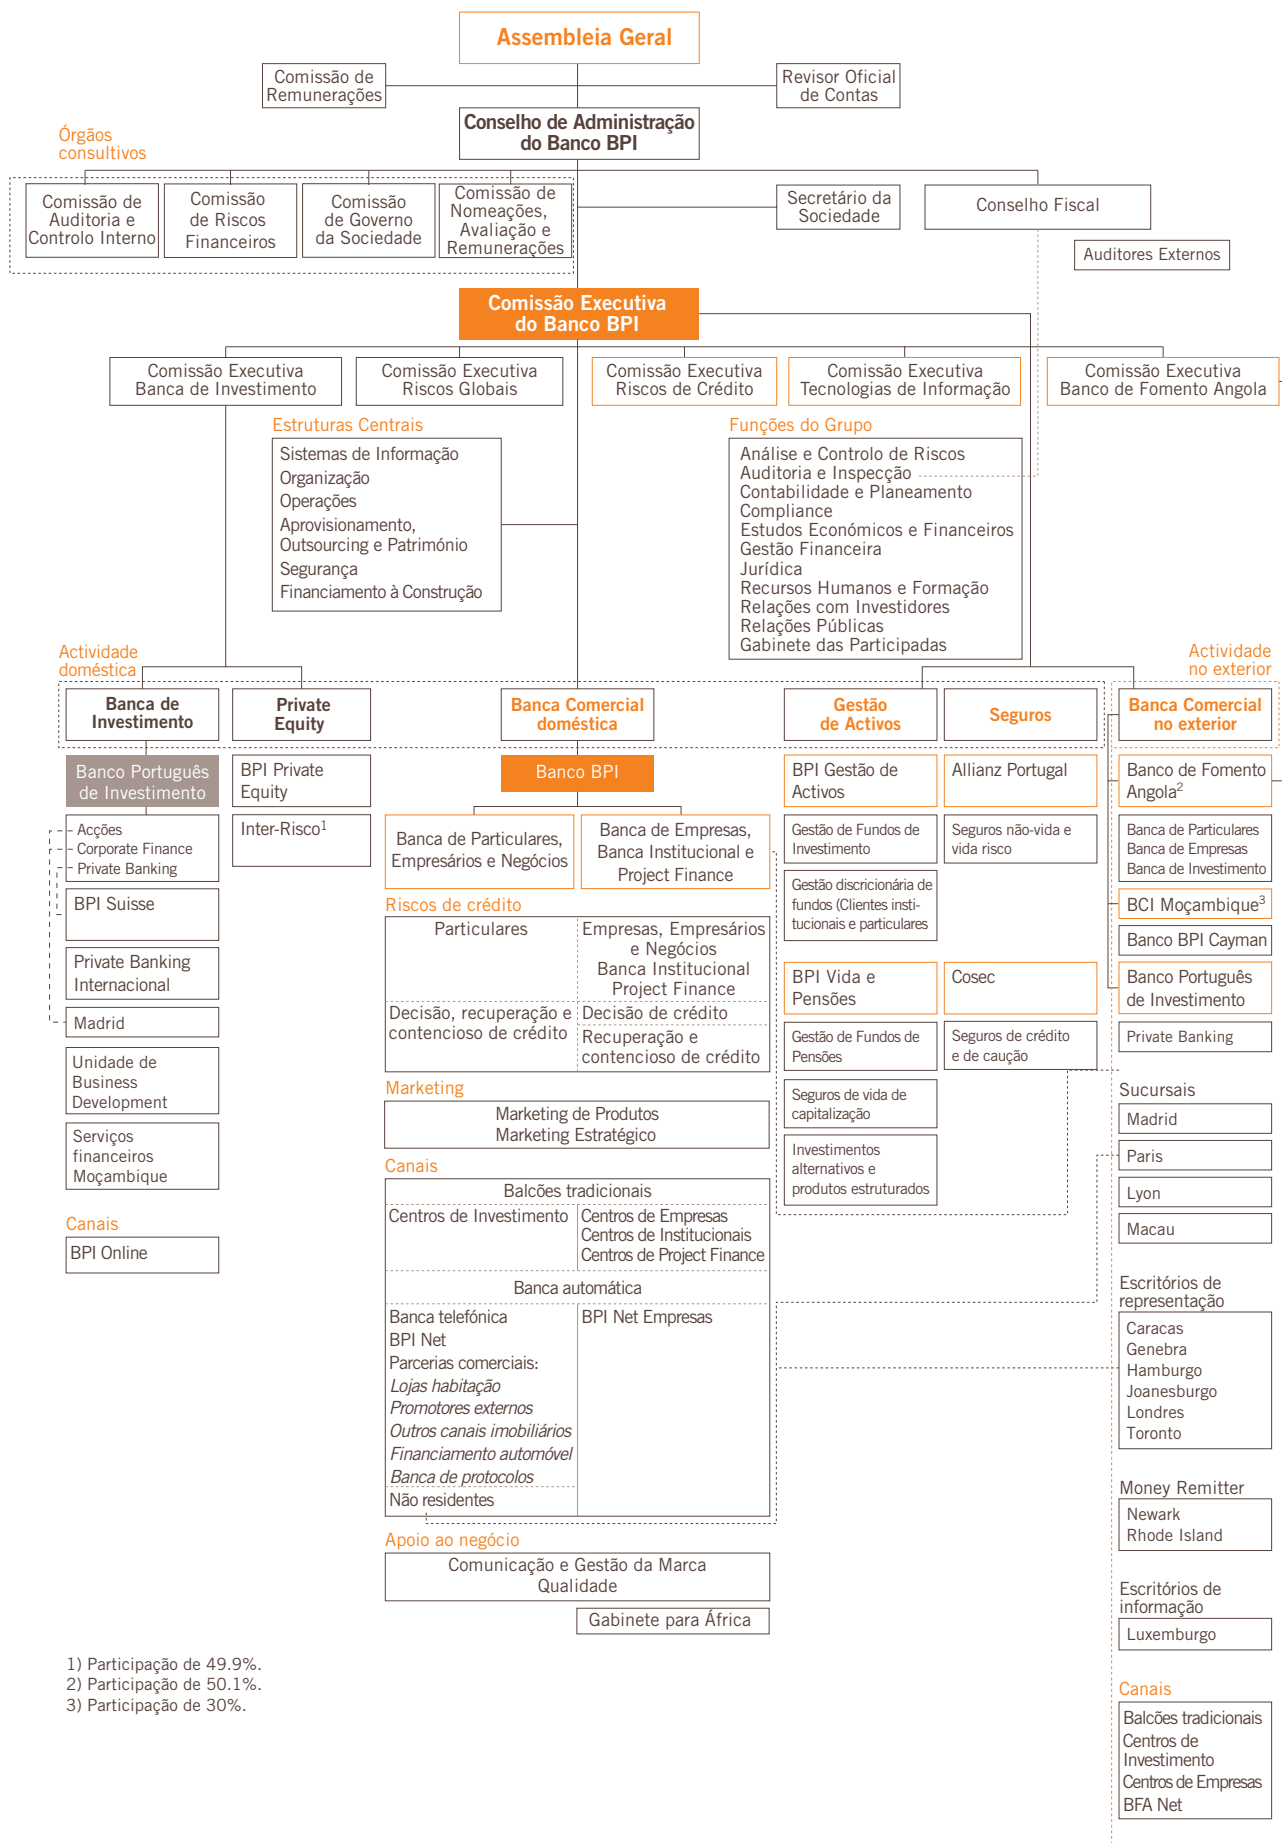 Assembleia Geral
Comissão de
Remunerações
Revisor Oficial
de Contas
Conselho de Administração
do Banco BPI
Órgãos
consultivos
Comissão de
Auditoria e
Controlo Interno
Comissão
de Riscos
Financeiros
Comissão
de Governo
da Sociedade
Comissão de
Nomeações,
Avaliação e
Remunerações
Secretário da
Sociedade
Conselho Fiscal
Auditores Externos
Comissão Executiva
do Banco BPI
Comissão Executiva
Banca de Investimento
Comissão Executiva
Riscos Globais
Comissão Executiva
Riscos de Crédito
Comissão Executiva
Tecnologias de Informação
Comissão Executiva
Banco de Fomento Angola
Estruturas Centrais
Sistemas de Informação
Organização
Operações
Aprovisionamento,
Outsourcing e Património
Segurança
Financiamento à Construção
Funções do Grupo
Análise e Controlo de Riscos
Auditoria e Inspecção
Contabilidade e Planeamento
Compliance
Estudos Económicos e Financeiros
Gestão Financeira
Jurídica
Recursos Humanos e Formação
Relações com Investidores
Relações Públicas
Gabinete das Participadas
Actividade
doméstica
Actividade
no exterior
Banca de
Investimento
Private
Equity
Banca Comercial
doméstica
Gestão
de Activos
Seguros
Banca Comercial
no exterior
Banco Português
de Investimento
Acções
Corporate Finance
Private Banking
BPI Suisse
Private Banking
Internacional
Madrid
Unidade de
Business
Development
Serviços
financeiros
Moçambique
Canais
BPI Online
BPI Private
Equity
Inter-Risco¹
Banco BPI
Banca de Particulares,
Empresários e Negócios
Banca de Empresas,
Banca Institucional e
Project Finance
Riscos de crédito
Particulares
Empresas, Empresários
e Negócios
Banca Institucional
Project Finance
Decisão, recuperação e
contencioso de crédito
Decisão de crédito
Recuperação e
contencioso de crédito
Marketing
Marketing de Produtos
Marketing Estratégico
Canais
Balcões tradicionais
Centros de Investimento
Centros de Empresas
Centros de Institucionais
Centros de Project Finance
Banca automática
Banca telefónica
BPI Net
Parcerias comerciais:
Lojas habitação
Promotores externos
Outros canais imobiliários
Financiamento automóvel
Banca de protocolos
Não residentes
BPI Net Empresas
Apoio ao negócio
Comunicação e Gestão da Marca
Qualidade
Gabinete para África
BPI Gestão de
Activos
Gestão de Fundos de
Investimento
Gestão discricionária de
fundos (Clientes insti-
tucionais e particulares
BPI Vida e
Pensões
Gestão de Fundos de
Pensões
Seguros de vida de
capitalização
Investimentos
alternativos e
produtos estruturados
Allianz Portugal
Seguros não-vida e
vida risco
Cosec
Seguros de crédito
e de caução
Banco de Fomento
Angola²
Banca de Particulares
Banca de Empresas
Banca de Investimento
BCI Moçambique³
Banco BPI Cayman
Banco Português
de Investimento
Private Banking
Sucursais
Madrid
Paris
Lyon
Macau
Escritórios de
representação
Caracas
Genebra
Hamburgo
Joanesburgo
Londres
Toronto
Money Remitter
Newark
Rhode Island
Escritórios de
informação
Luxemburgo
Canais
Balcões tradicionais
Centros de
Investimento
Centros de Empresas
BFA Net
1) Participação de 49.9%.
2) Participação de 50.1%.
3) Participação de 30%.